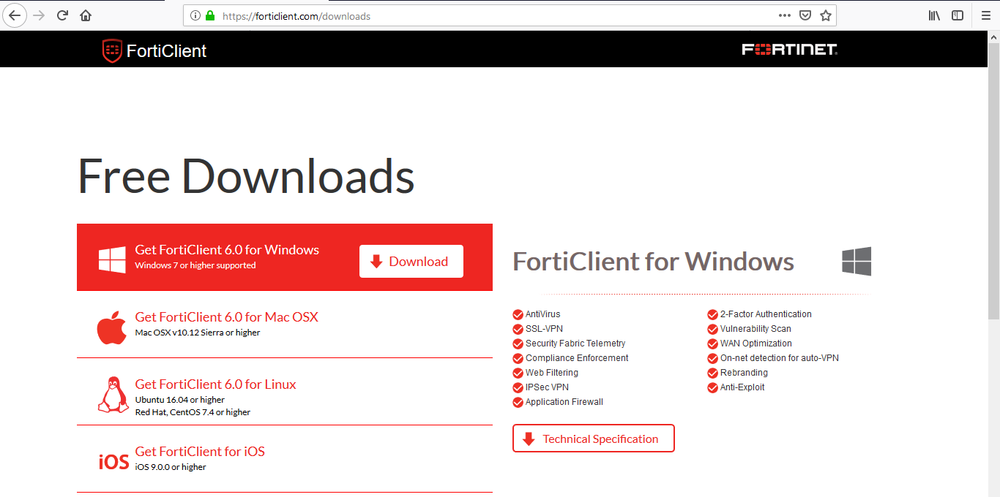 https://forticlient.com/downloads
FortiClient
FORTINET
Free Downloads
Get FortiClient 6.0 for Windows
Windows 7 or higher supported
Download
Get FortiClient 6.0 for Mac OSX
Mac OSX v10.12 Sierra or higher
Get FortiClient 6.0 for Linux
Ubuntu 16.04 or higher
Red Hat, CentOS 7.4 or higher
iOS
Get FortiClient for iOS
iOS 9.0.0 or higher
FortiClient for Windows
AntiVirus
SSL-VPN
Security Fabric Telemetry
Compliance Enforcement
Web Filtering
IPSec VPN
Application Firewall
2-Factor Authentication
Vulnerability Scan
WAN Optimization
On-net detection for auto-VPN
Rebranding
Anti-Exploit
Technical Specification